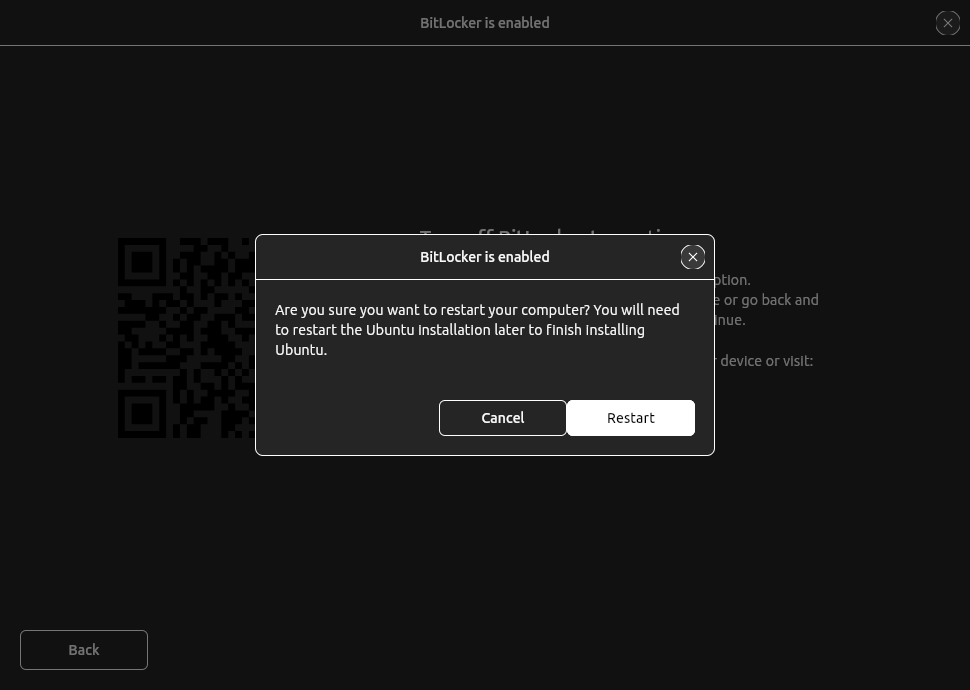 BitLocker is enabled
BitLocker is enabled
ption.
Are you sure you want to restart your computer? You will need
e or go back and
to restart the Ubuntu installation later to finish installing
Ubuntu.
r device or visit:
Cancel
Restart
Back